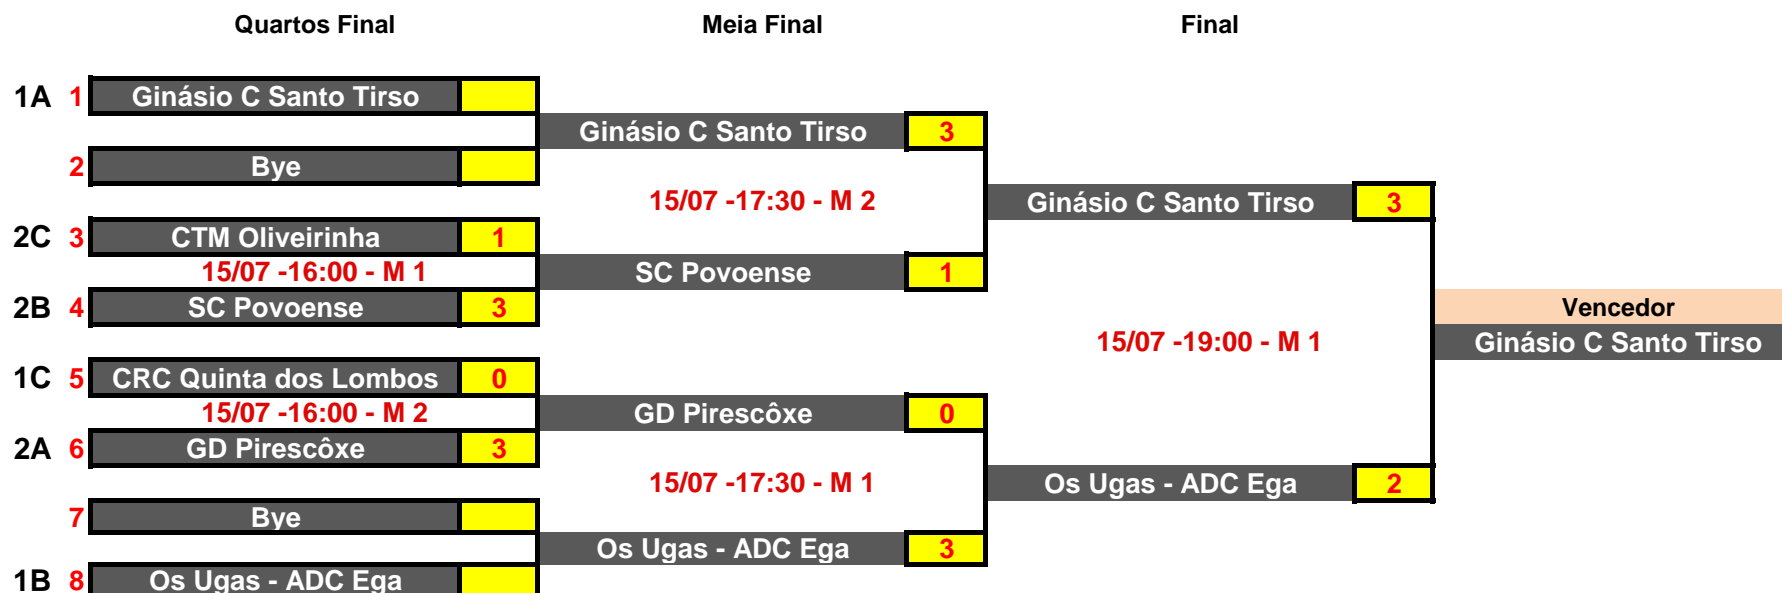 Quartos Final Meia Final Final
1A 1 Ginásio C Santo Tirso
Ginásio C Santo Tirso 3
2 Bye
15/07 -17:30 - M 2
Ginásio C Santo Tirso 3
2C 3 CTM Oliveirinha 1
15/07 -16:00 - M 1
SC Povoense 1
2B 4 SC Povoense 3
Vencedor
15/07 -19:00 - M 1
Ginásio C Santo Tirso
1C 5 CRC Quinta dos Lombos 0
15/07 -16:00 - M 2
GD Pirescôxe 0
2A 6 GD Pirescôxe 3
15/07 -17:30 - M 1
Os Ugas - ADC Ega 2
7 Bye
Os Ugas - ADC Ega 3
1B 8 Os Ugas - ADC Ega